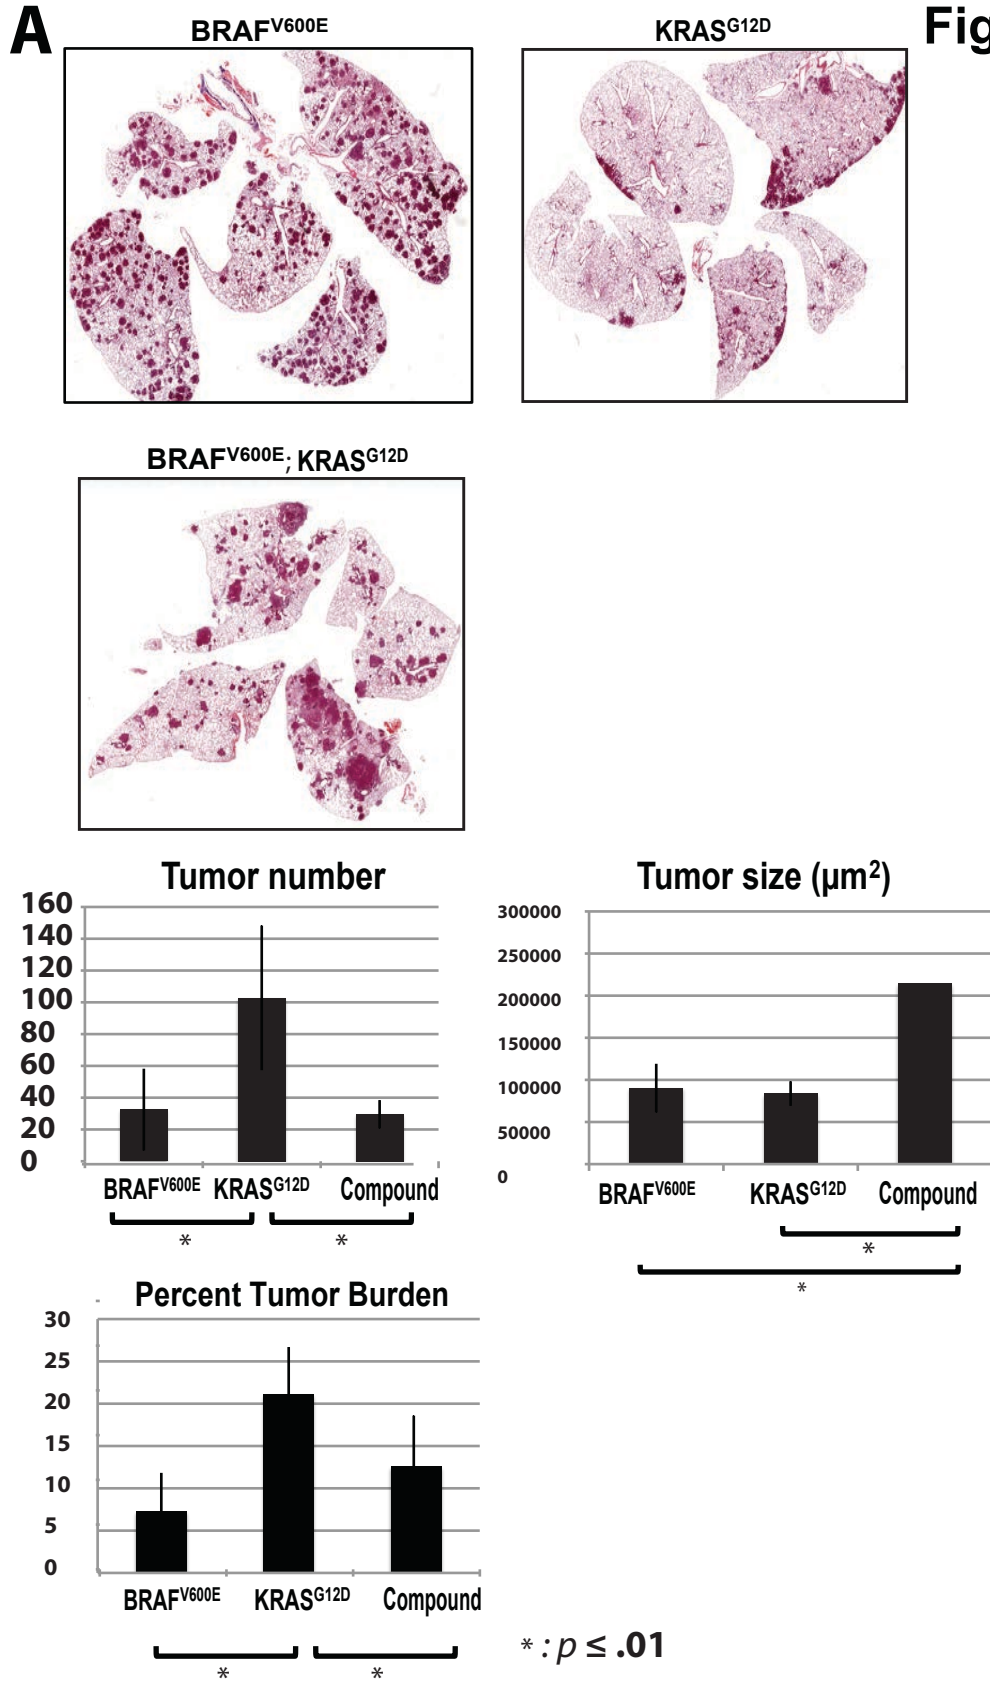 A
BRAFV600E
KRASG12D
Fig
BRAFV600E; KRASG12D
Tumor number
160
140
120
100
80
60
40
20
0
BRAFV600E KRASG12D Compound
*
*
Tumor size (µm2)
300000
250000
200000
150000
100000
50000
0
BRAFV600E KRASG12D Compound
*
*
Percent Tumor Burden
30
25
20
15
10
5
0
BRAFV600E KRASG12D Compound
*
*
* : p ≤ .01